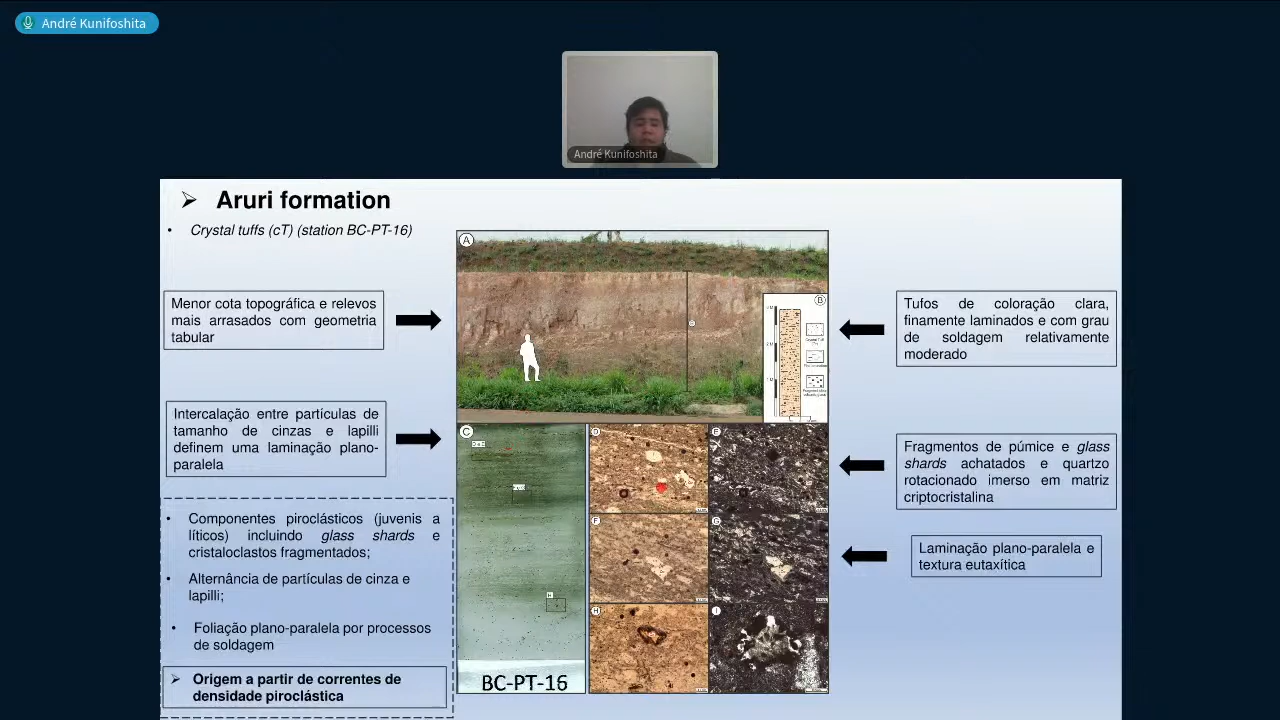 André Kunifoshita
André Kunifoshita
Aruri formation
Crystal tuffs (cT) (station BC-PT-16)
Menor cota topográfica e relevos
mais arrasados com geometria
tabular
Intercalação entre partículas de
tamanho de cinzas e lapilli
definem uma laminação plano-
paralela
Componentes piroclásticos (juvenis a
líticos) incluindo glass shards e
cristaloclastos fragmentados;
Alternância de partículas de cinza e
lapilli;
Foliação plano-paralela por processos
de soldagem
Origem a partir de correntes de
densidade piroclástica
A
B
C
D
E
F
G
H
H
I
BC-PT-16
Tufos de coloração clara,
finamente laminados e com grau
de soldagem relativamente
moderado
Fragmentos de púmice e glass
shards achatados e quartzo
rotacionado imerso em matriz
criptocristalina
Laminação plano-paralela e
textura eutaxítica